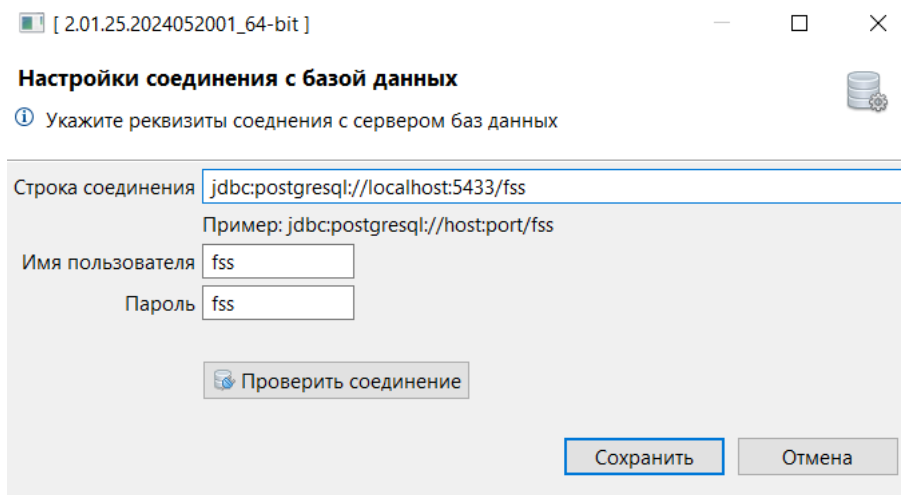 [ 2.01.25.2024052001_64-bit ]
Настройки соединения с базой данных
Укажите реквизиты соеднения с сервером баз данных
Строка соединения jdbc:postgresql://localhost:5433/fss
Пример: jdbc:postgresql://host:port/fss
Имя пользователя fss
Пароль fss
Проверить соединение
Сохранить Отмена